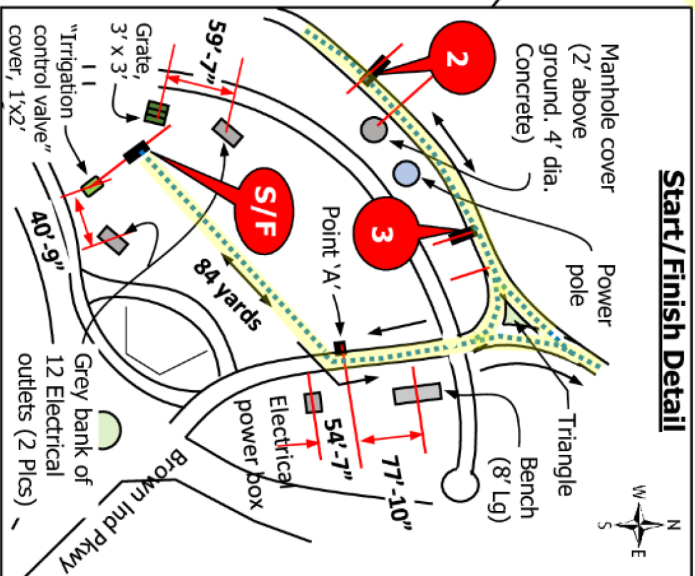 Start/Finish Detail
Manhole cover
(2' above
ground. 4' dia.
Concrete)
Power
pole
Triangle
Bench
(8' Lg)
N
W
E
S
2
3
S/F
59'-7"
Grate,
3' x 3'
"Irrigation
control valve"
cover, 1'x2'
40'-9"
Point 'A'
84 yards
77'-10"
54'-7"
Electrical
power box
Grey bank of
12 Electrical
outlets (2 Plcs)
Brown Ind Pkwy